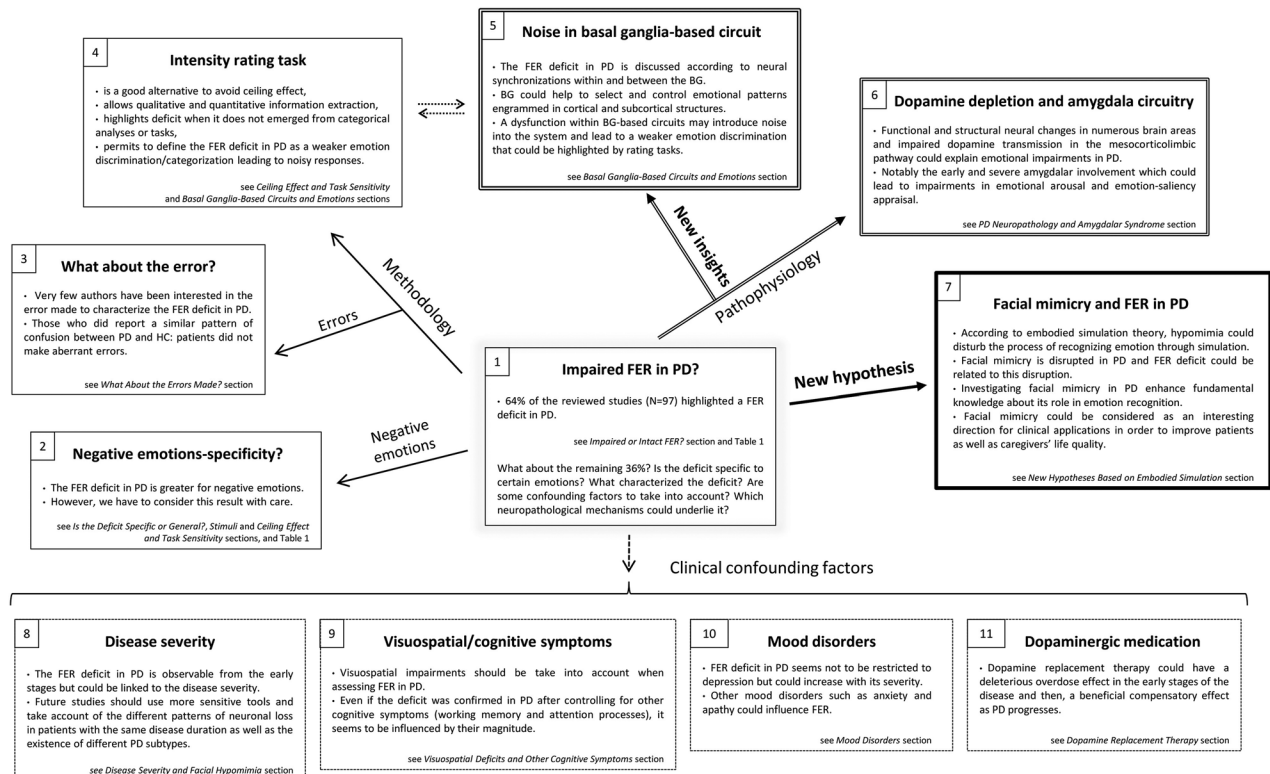 4
Intensity rating task
· is a good alternative to avoid ceiling effect,
· allows qualitative and quantitative information extraction,
· highlights deficit when it does not emerged from categorical
analyses or tasks,
· permits to define the FER deficit in PD as a weaker emotion
discrimination/categorization leading to noisy responses.
see Ceiling Effect and Task Sensitivity
and Basal Ganglia-Based Circuits and Emotions sections
5
Noise in basal ganglia-based circuit
· The FER deficit in PD is discussed according to neural
synchronizations within and between the BG.
· BG could help to select and control emotional patterns
engrammed in cortical and subcortical structures.
· A dysfunction within BG-based circuits may introduce noise
into the system and lead to a weaker emotion discrimination
that could be highlighted by rating tasks.
see Basal Ganglia-Based Circuits and Emotions section
6
Dopamine depletion and amygdala circuitry
· Functional and structural neural changes in numerous brain areas
and impaired dopamine transmission in the mesocorticolimbic
pathway could explain emotional impairments in PD.
· Notably the early and severe amygdalar involvement which could
lead to impairments in emotional arousal and emotion-saliency
appraisal.
see PD Neuropathology and Amygdalar Syndrome section
3
What about the error?
· Very few authors have been interested in the
error made to characterize the FER deficit in PD.
· Those who did report a similar pattern of
confusion between PD and HC: patients did not
make aberrant errors.
see What About the Errors Made? section
Methodology
Errors
New insights
Pathophysiology
7
Facial mimicry and FER in PD
· According to embodied simulation theory, hypomimia could
disturb the process of recognizing emotion through simulation.
· Facial mimicry is disrupted in PD and FER deficit could be
related to this disruption.
· Investigating facial mimicry in PD enhance fundamental
knowledge about its role in emotion recognition.
· Facial mimicry could be considered as an interesting
direction for clinical applications in order to improve patients
as well as caregivers' life quality.
see New Hypotheses Based on Embodied Simulation section
New hypothesis
1
Impaired FER in PD?
· 64% of the reviewed studies (N=97) highlighted a FER
deficit in PD.
see Impaired or Intact FER? section and Table 1
What about the remaining 36%? Is the deficit specific to
certain emotions? What characterized the deficit? Are
some confounding factors to take into account? Which
neuropathological mechanisms could underlie it?
Negative
emotions
2
Negative emotions-specificity?
· The FER deficit in PD is greater for negative emotions.
· However, we have to consider this result with care.
see Is the Deficit Specific or General?, Stimuli and Ceiling Effect
and Task Sensitivity sections, and Table 1
Clinical confounding factors
8
Disease severity
· The FER deficit in PD is observable from the early
stages but could be linked to the disease severity.
· Future studies should use more sensitive tools and
take account of the different patterns of neuronal loss
in patients with the same disease duration as well as the
existence of different PD subtypes.
see Disease Severity and Facial Hypomimia section
9
Visuospatial/cognitive symptoms
· Visuospatial impairments should be take into account when
assessing FER in PD.
· Even if the deficit was confirmed in PD after controlling for other
cognitive symptoms (working memory and attention processes), it
seems to be influenced by their magnitude.
see Visuospatial Deficits and Other Cognitive Symptoms section
10
Mood disorders
· FER deficit in PD seems not to be restricted to
depression but could increase with its severity.
· Other mood disorders such as anxiety and
apathy could influence FER.
see Mood Disorders section
11
Dopaminergic medication
· Dopamine replacement therapy could have a
deleterious overdose effect in the early stages of the
disease and then, a beneficial compensatory effect
as PD progresses.
see Dopamine Replacement Therapy section